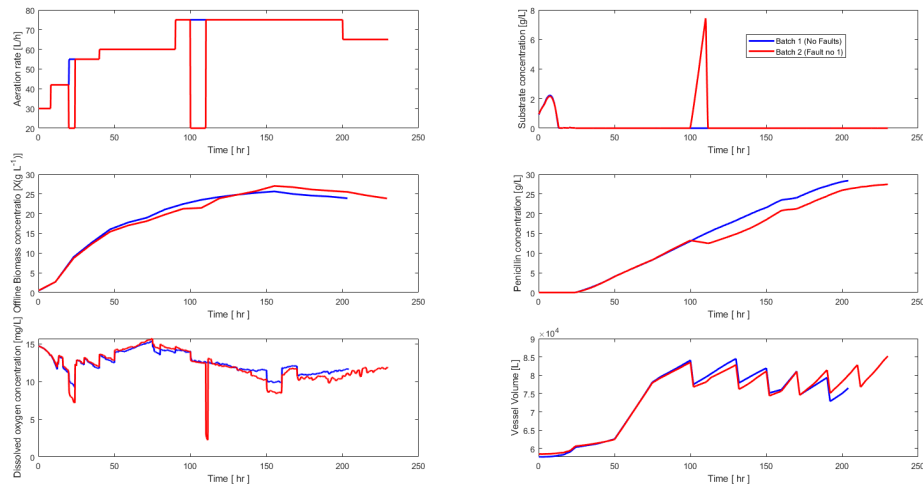 Aeration rate [L/h]
80
70
60
50
40
30
20
0 50 100 150 200 250
Time [ hr ]
Substrate concentration [g/L]
8
6
4
2
0
0 50 100 150 200 250
Time [ hr ]
Batch 1 (No Faults)
Batch 2 (Fault no 1)
Offline Biomass concentratio [X(g L⁻¹)]
30
25
20
15
10
5
0
0 50 100 150 200 250
Time [ hr ]
Penicilin concentration [g/L]
30
25
20
15
10
5
0
0 50 100 150 200 250
Time [ hr ]
Dissolved oxygen concentration [mg/L]
15
10
5
0
0 50 100 150 200 250
Time [ hr ]
Vessel Volume [L]
× 10⁴
9
8.5
8
7.5
7
6.5
6
5.5
0 50 100 150 200 250
Time [ hr ]